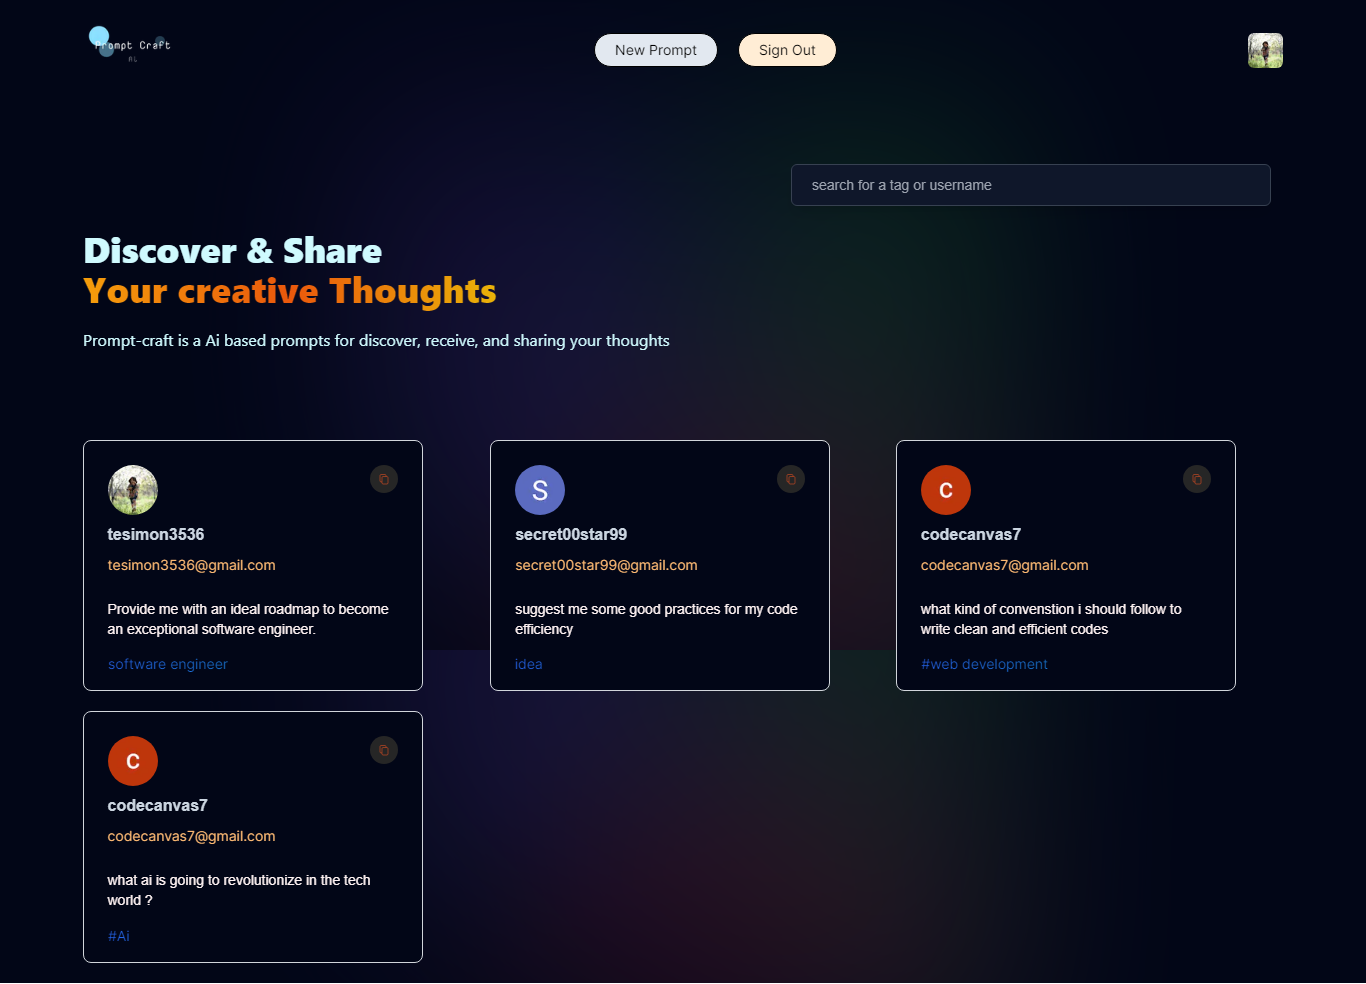 Prompt Craft
AL
New Prompt
Sign Out
search for a tag or username
Discover & Share
Your creative Thoughts
Prompt-craft is a Ai based prompts for discover, receive, and sharing your thoughts
tesimon3536
tesimon3536@gmail.com
Provide me with an ideal roadmap to become
an exceptional software engineer.
software engineer
S
secret00star99
secret00star99@gmail.com
suggest me some good practices for my code
efficiency
idea
c
codecanvas7
codecanvas7@gmail.com
what kind of convenstion i should follow to
write clean and efficient codes
#web development
c
codecanvas7
codecanvas7@gmail.com
what ai is going to revolutionize in the tech
world ?
#Ai